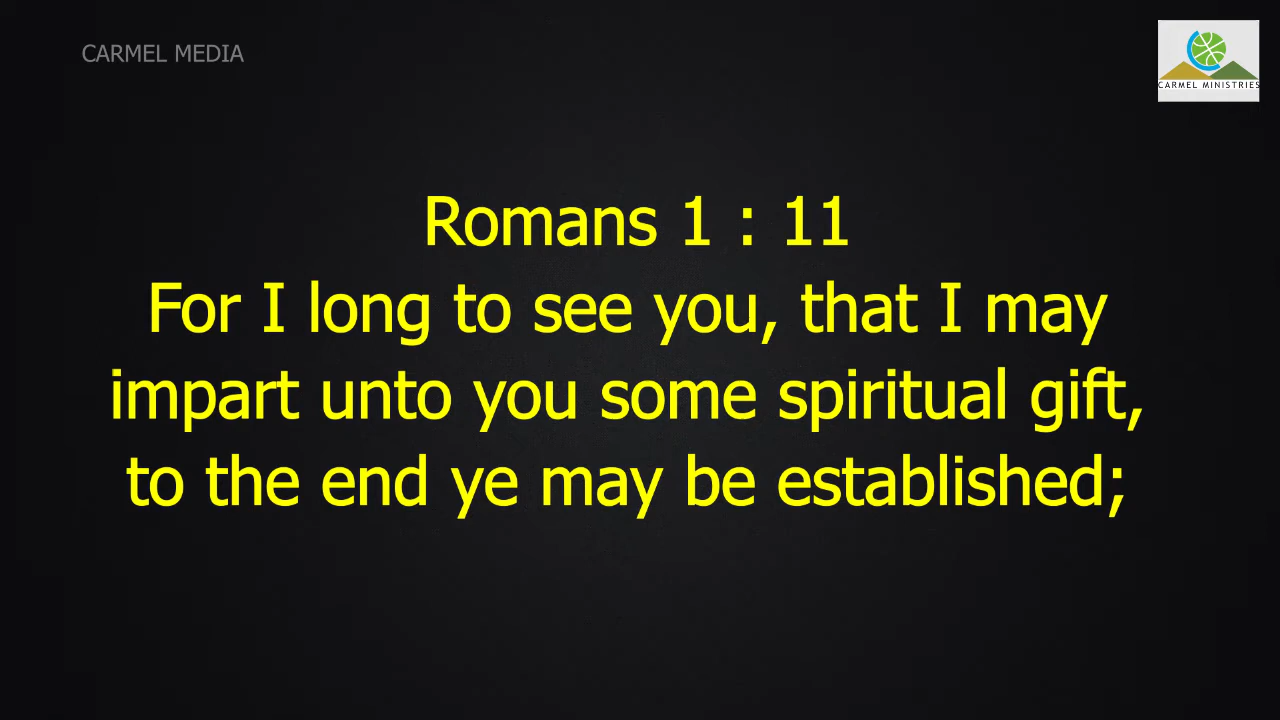 CARMEL MEDIA
CARMEL MINISTRIES
Romans 1 : 11
For I long to see you, that I may
impart unto you some spiritual gift,
to the end ye may be established;